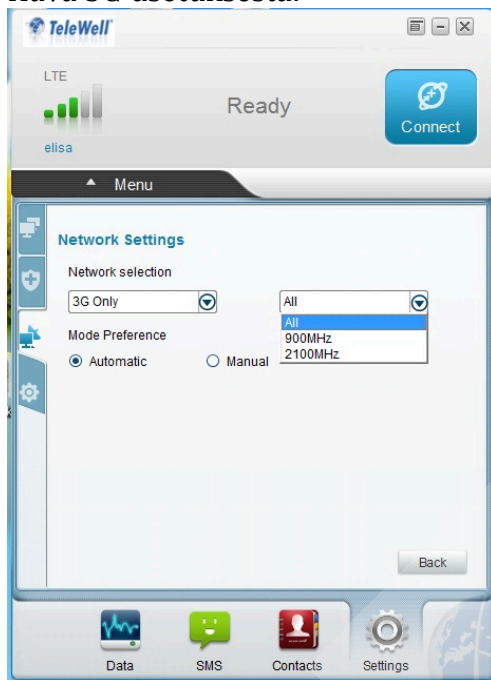 TeleWell
LTE
Ready
Connect
elisa
Menu
Network Settings
Network selection
3G Only
All
All
900MHz
2100MHz
Mode Preference
Automatic
Manual
Back
Data
SMS
Contacts
Settings